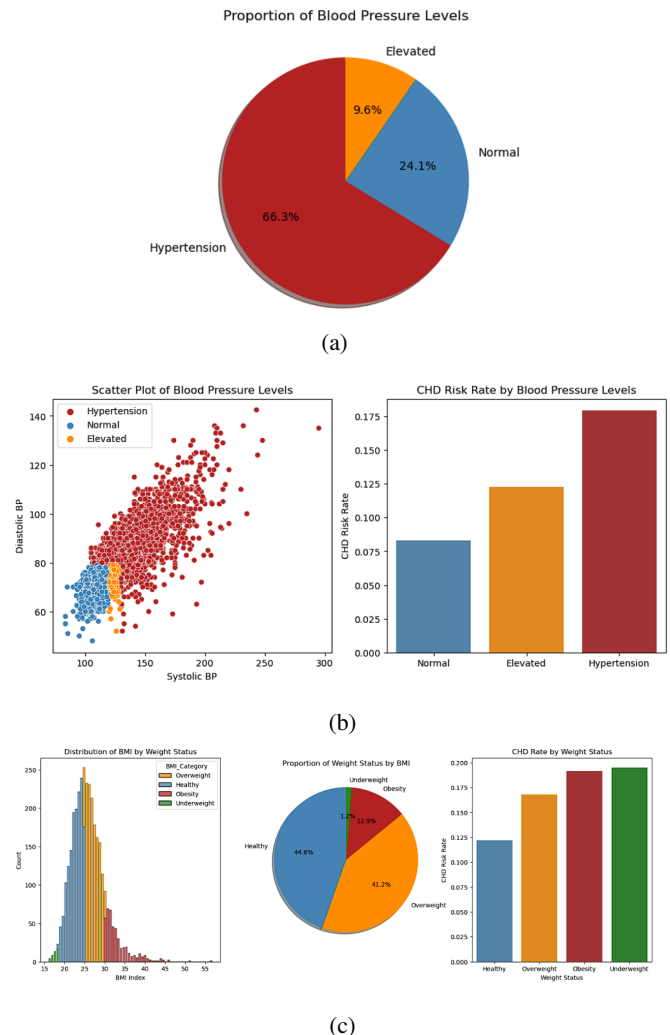 Proportion of Blood Pressure Levels
Elevated
9.6%
Normal
24.1%
66.3%
Hypertension
(a)
Scatter Plot of Blood Pressure Levels
Hypertension
Normal
Elevated
140
120
100
80
60
Diastolic BP
100 150 200 250 300
Systolic BP
CHD Risk Rate by Blood Pressure Levels
0.175
0.150
0.125
0.100
0.075
0.050
0.025
0.000
CHD Risk Rate
Normal Elevated Hypertension
(b)
Distribution of BMI by Weight Status
BMI_Category
Overweight
Healthy
Obesity
Underweight
250
200
150
100
50
0
Count
15 20 25 30 35 40 45 50 55
BMI Index
Proportion of Weight Status by BMI
Underweight
Obesity
1.2%
12.9%
Healthy
44.6%
41.2%
Overweight
CHD Rate by Weight Status
0.200
0.175
0.150
0.125
0.100
0.075
0.050
0.025
0.000
CHD Risk Rate
Healthy Overweight Obesity Underweight
Weight Status
(c)